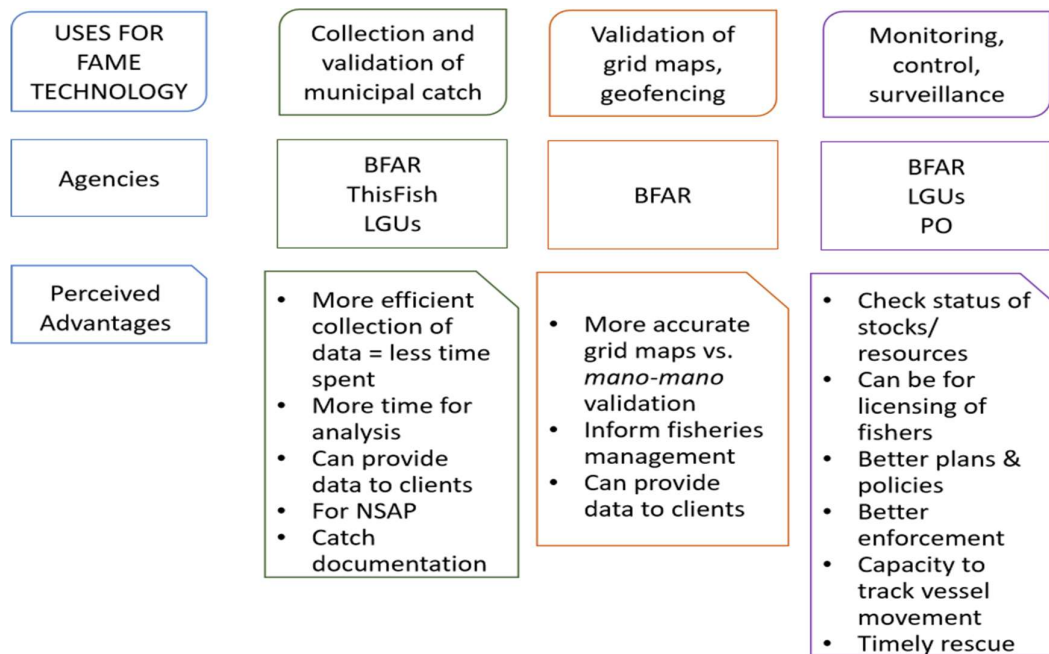 USES FOR
FAME
TECHNOLOGY
Collection and
validation of
municipal catch
Validation of
grid maps,
geofencing
Monitoring,
control,
surveillance
Agencies
BFAR
ThisFish
LGUs
BFAR
BFAR
LGUs
PO
Perceived
Advantages
• More efficient
collection of
data = less time
spent
• More time for
analysis
• Can provide
data to clients
• For NSAP
• Catch
documentation
• More accurate
grid maps vs.
mano-mano
validation
• Inform fisheries
management
• Can provide
data to clients
• Check status of
stocks/
resources
• Can be for
licensing of
fishers
• Better plans &
policies
• Better
enforcement
• Capacity to
track vessel
movement
• Timely rescue